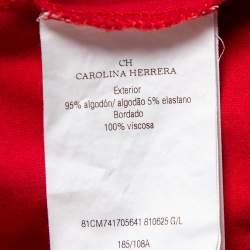 CH
CAROLINA HERRERA
Exterior
95% algodón/ algodão 5% elastano
Bordado
100% viscosa
81CM741705641 810625 G/L
185/108A